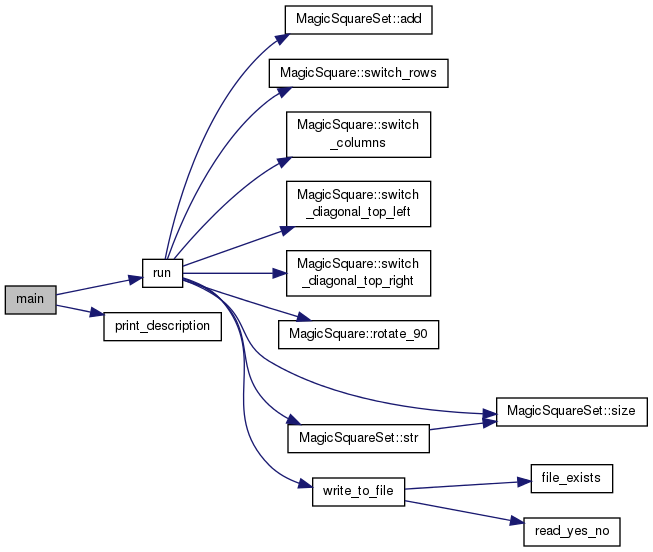 MagicSquareSet::add
MagicSquare::switch_rows
MagicSquare::switch
_columns
MagicSquare::switch
_diagonal_top_left
run
MagicSquare::switch
_diagonal_top_right
main
print_description
MagicSquare::rotate_90
MagicSquareSet::size
MagicSquareSet::str
write_to_file
file_exists
read_yes_no